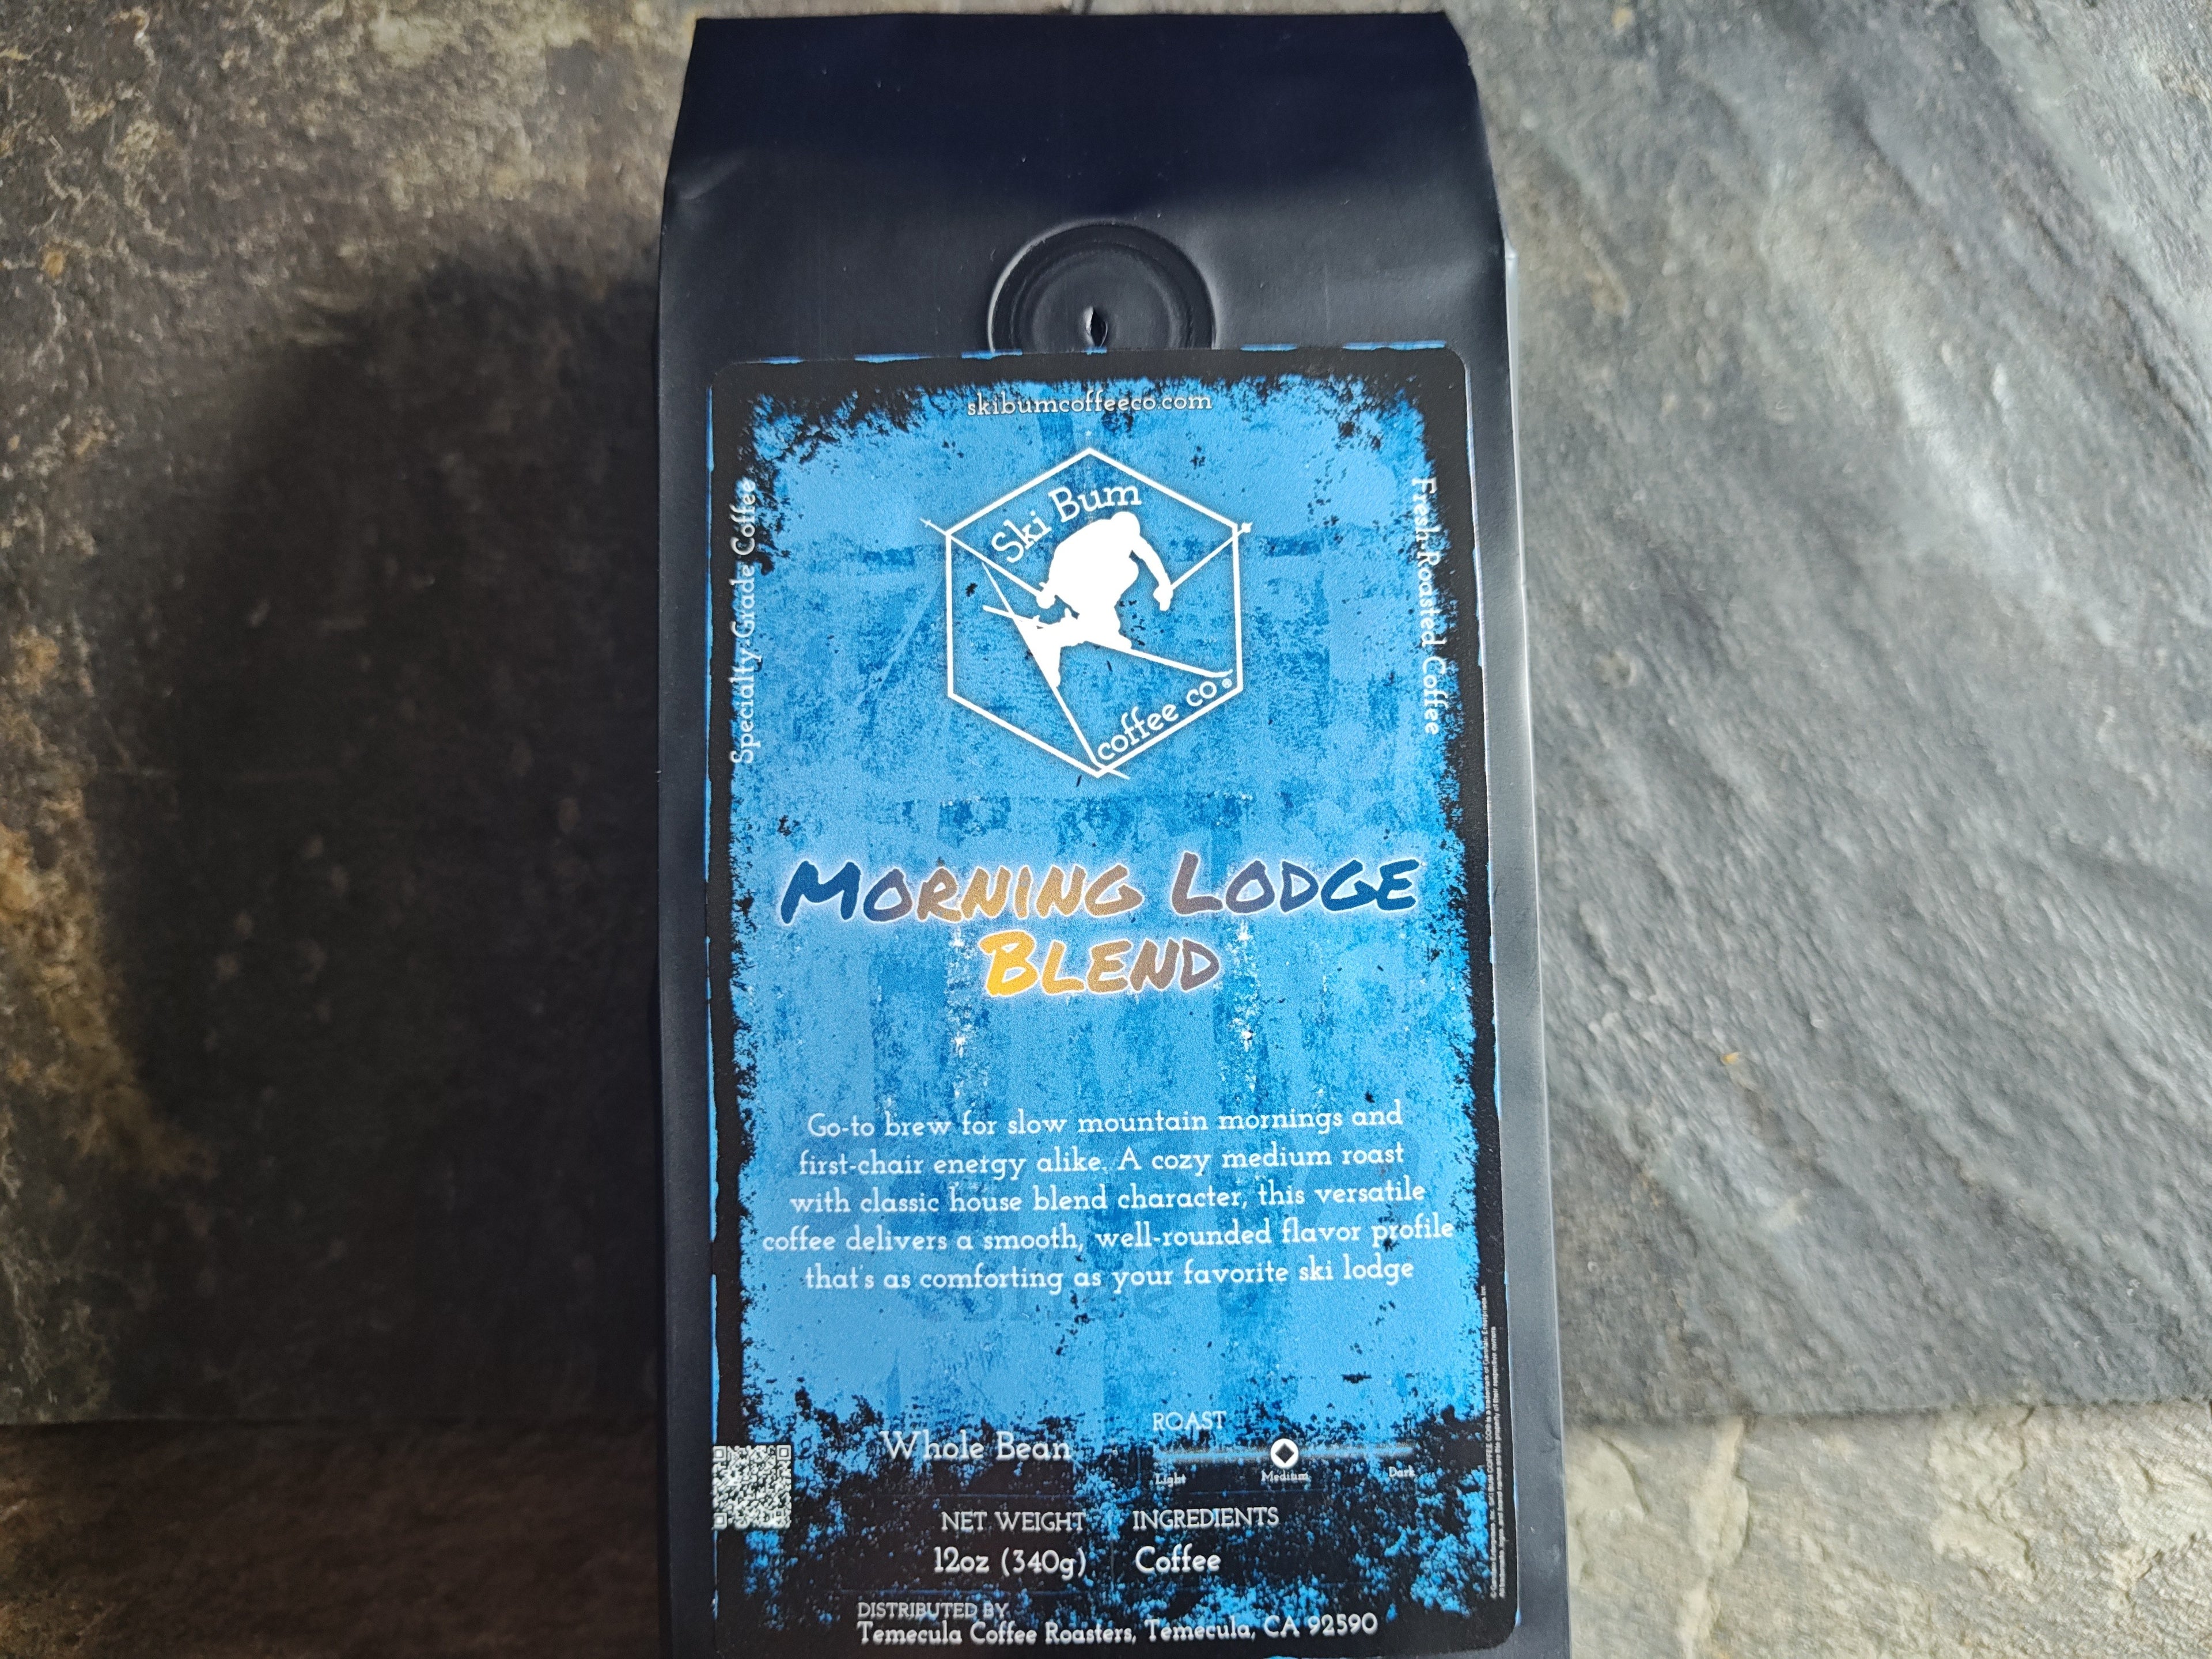 skibumcoffeeco.com
Ski Bum
coffee co®
Specialty-Grade Coffee
Fresh-Roasted Coffee
Morning Lodge
Blend
Go-to brew for slow mountain mornings and
first-chair energy alike. A cozy medium roast
with classic house blend character, this versatile
coffee delivers a smooth, well-rounded flavor profile
that's as comforting as your favorite ski lodge
Whole Bean
ROAST
Light Medium Dark
NET WEIGHT
12oz (340g)
INGREDIENTS
Coffee
DISTRIBUTED BY
Temecula Coffee Roasters, Temecula, CA 92590